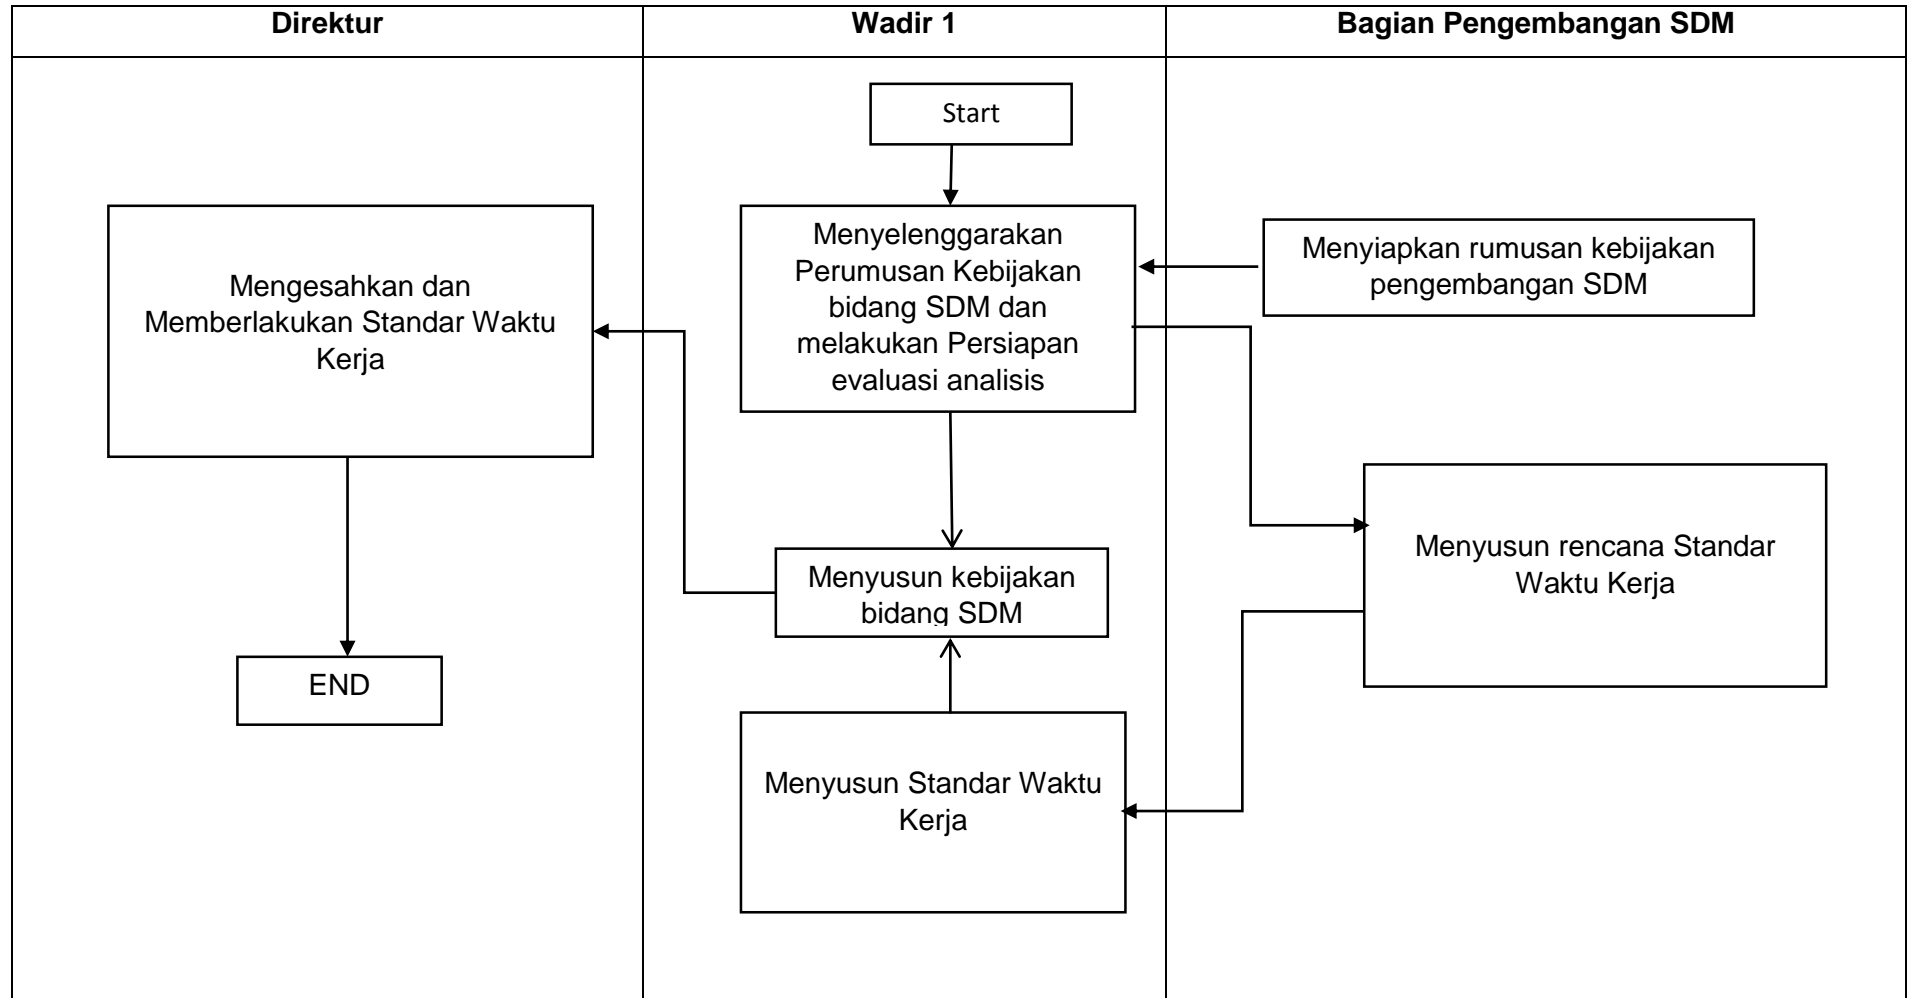 Direktur
Wadir 1
Bagian Pengembangan SDM
Start
Mengesahkan dan
Memberlakukan Standar Waktu
Kerja
Menyelenggarakan
Perumusan Kebijakan
bidang SDM dan
melakukan Persiapan
evaluasi analisis
Menyiapkan rumusan kebijakan
pengembangan SDM
Menyusun kebijakan
bidang SDM
Menyusun rencana Standar
Waktu Kerja
END
Menyusun Standar Waktu
Kerja